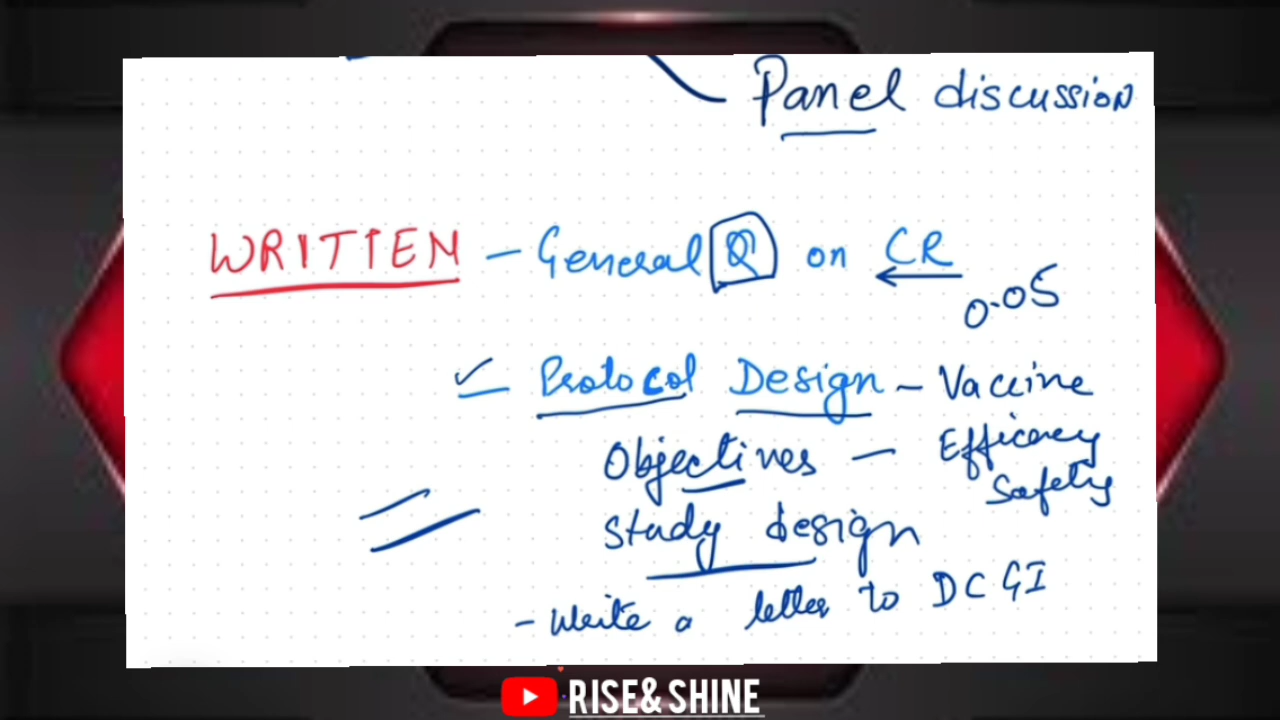 Panel discussion
WRITTEN - General Q on CR
0.05
Protocol Design - Vaccine
Objectives - Efficacy
Safety
Study design
- Write a letter to DCGI
RISE& SHINE